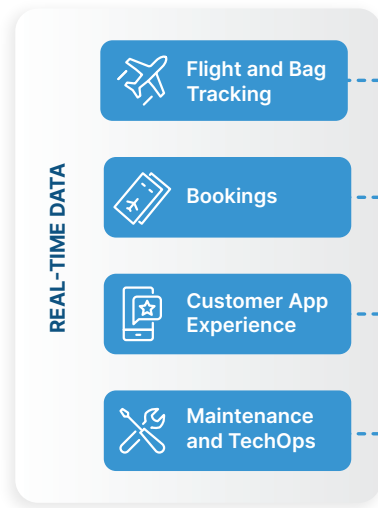 REAL-TIME DATA
Flight and Bag
Tracking
Bookings
Customer App
Experience
Maintenance
and TechOps